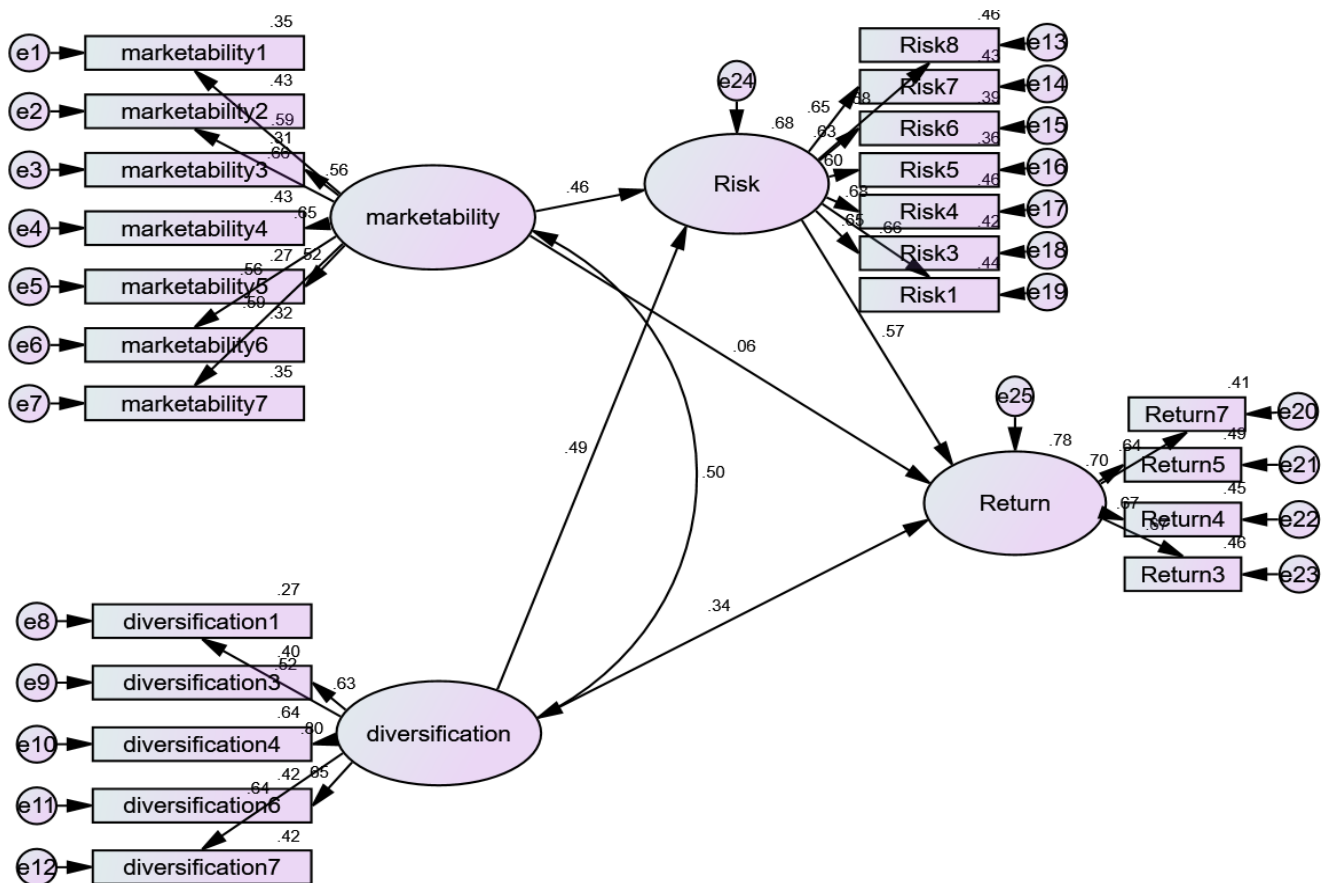 .35
e1
marketability1
.43
e2
marketability2
.59
.31
.66
e3
marketability3
.56
.43
e4
marketability4
.65
.27
.52
.56
e5
marketability5
.59
.32
e6
marketability6
.35
e7
marketability7
marketability
.46
e24
.68
Risk
.46
Risk8
e13
.43
Risk7
e14
.65
.68
.39
Risk6
e15
.63
.36
Risk5
e16
.60
.46
Risk4
e17
.68
.42
Risk3
e18
.65
.66
.44
Risk1
e19
.57
.06
.49
.50
.34
e25
.78
Return
.41
Return7
e20
.64
.49
.70
Return5
e21
.45
.67
Return4
e22
.67
.46
Return3
e23
.27
e8
diversification1
.40
.52
e9
diversification3
.63
.64
e10
diversification4
.80
.42
.65
.64
e11
diversification6
.42
e12
diversification7
diversification